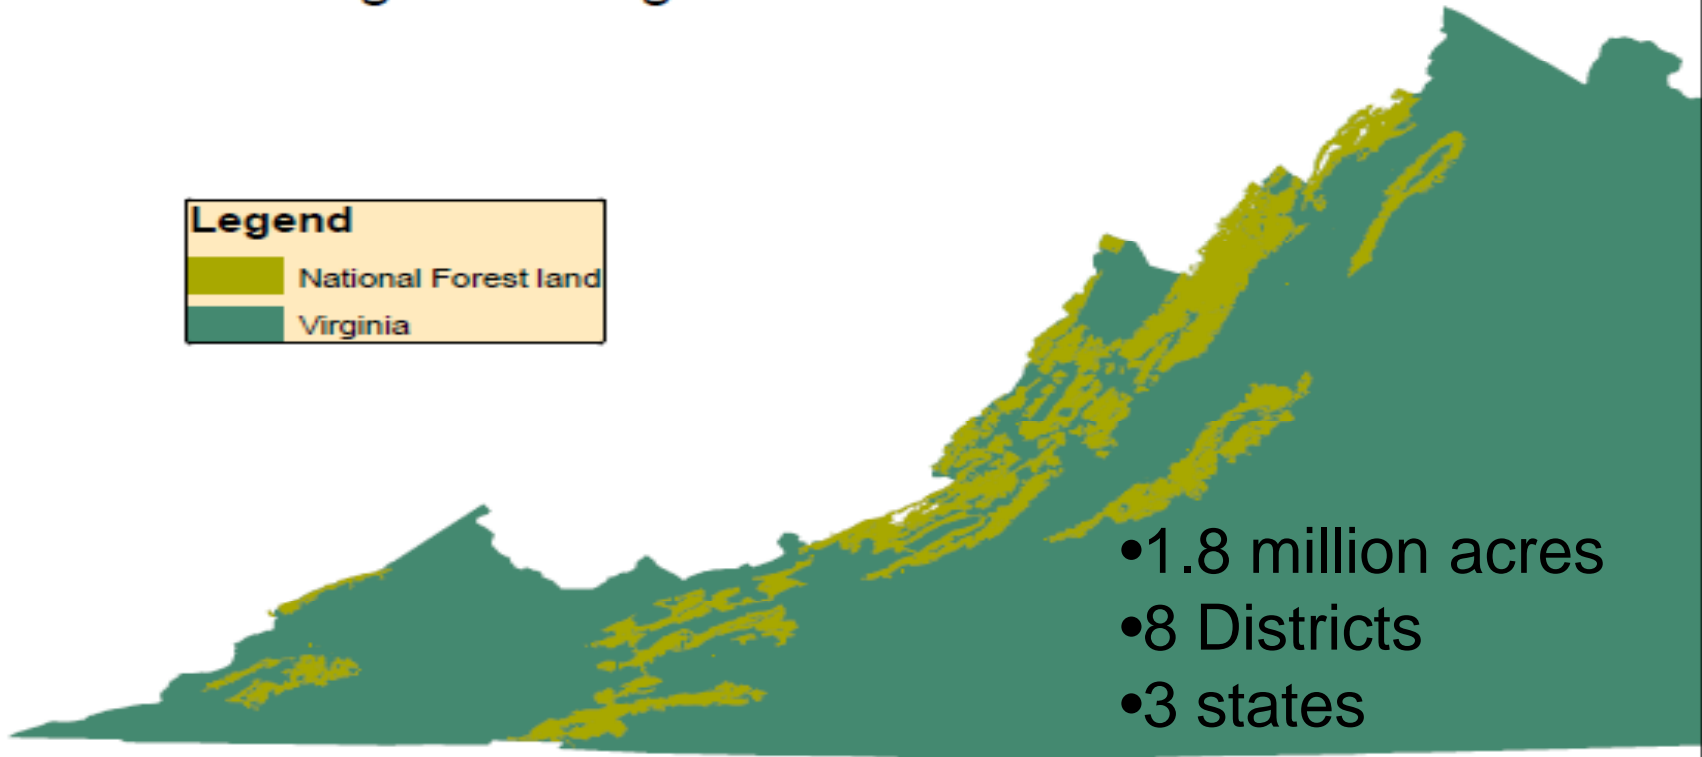 Legend
National Forest land
Virginia
•1.8 million acres
•8 Districts
•3 states